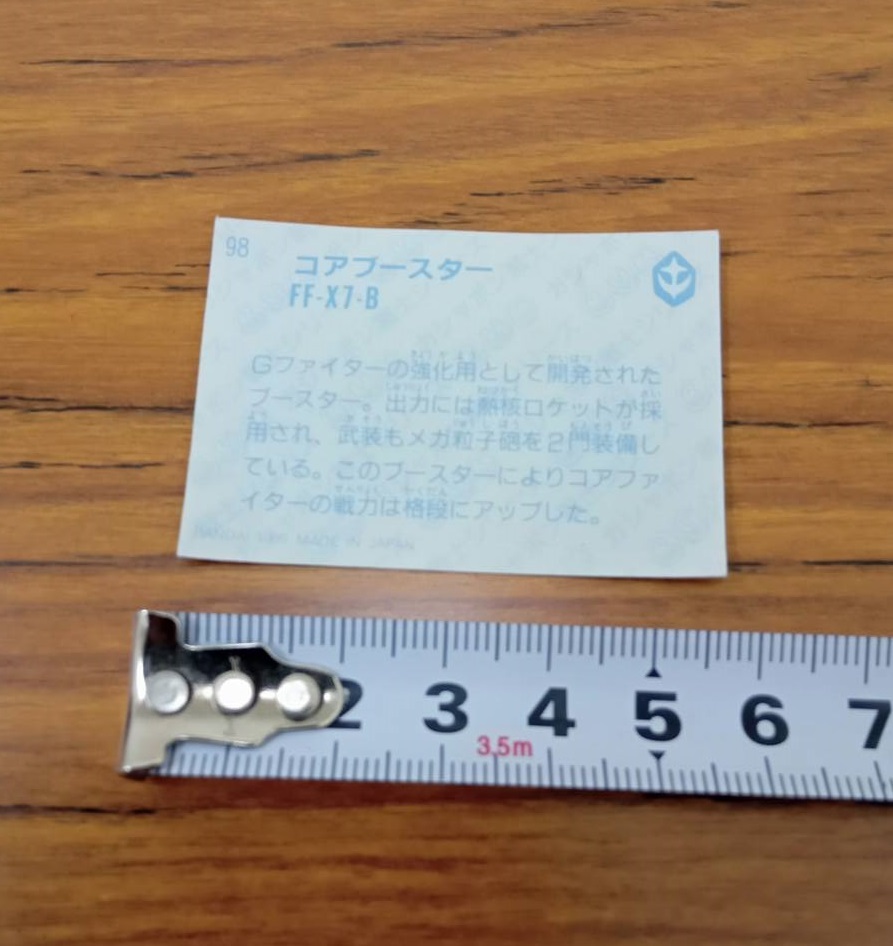 98
コアブースター
FF-X7-B
Gファイターの強化用として開発された
ブースター。出力には熱核ロケットが採
用され、武装もメガ粒子砲を2門装備し
ている。このブースターによりコアファ
イターの戦力は格段にアップした。
MADE IN JAPAN
2 3 4 5 6 7
3.5m